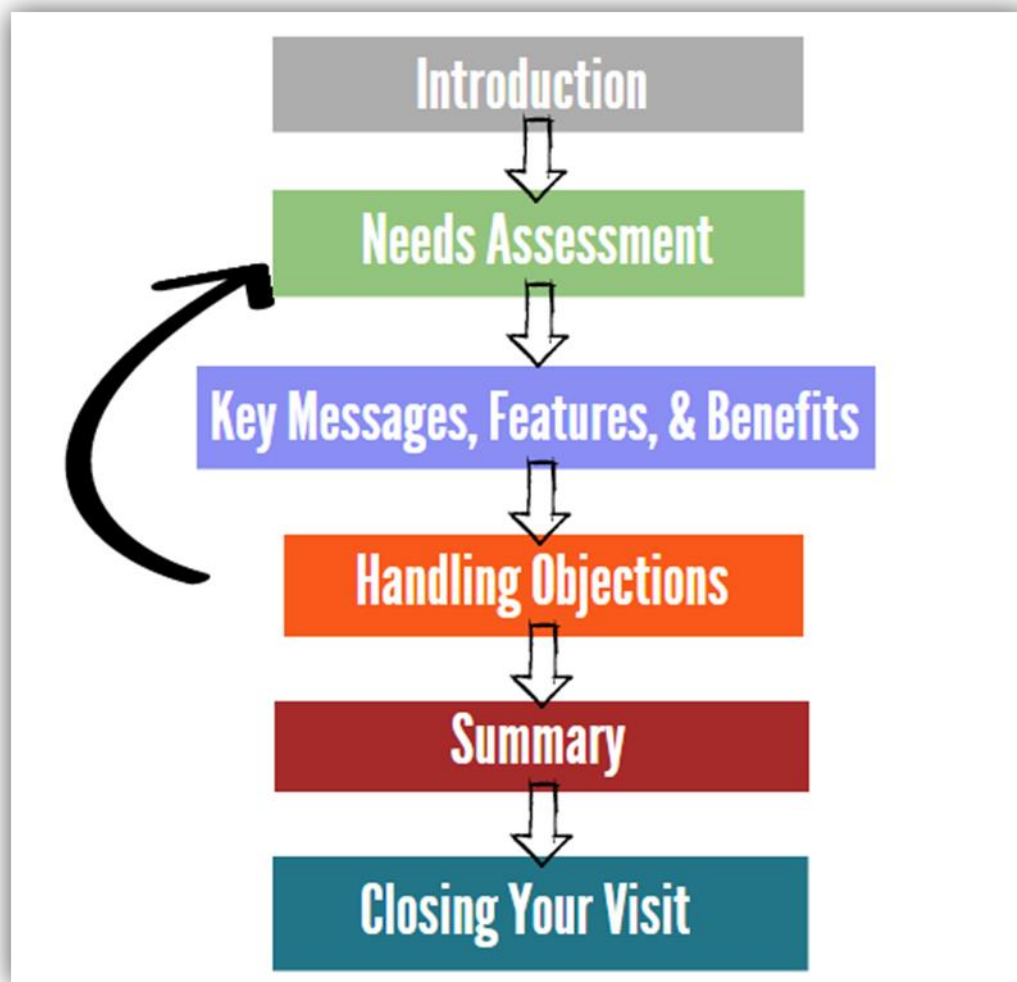 Introduction
Needs Assessment
Key Messages, Features, & Benefits
Handling Objections
Summary
Closing Your Visit